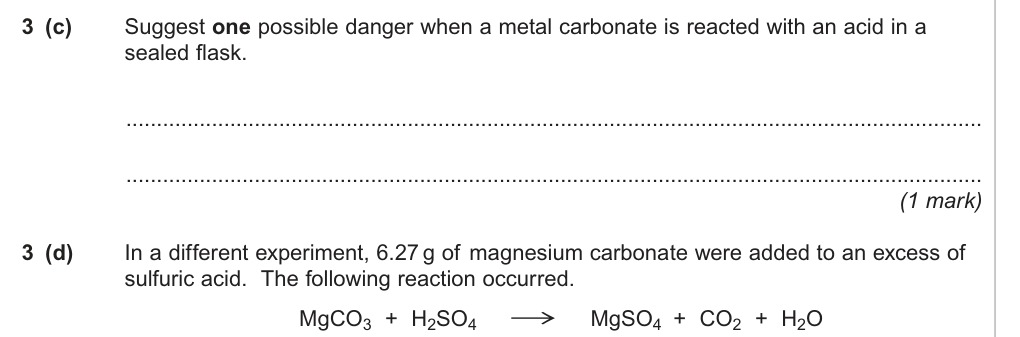 3 (c) Suggest one possible danger when a metal carbonate is reacted with an acid in a
sealed flask.
................................................................................
................................................................................
(1 mark)
3 (d) In a different experiment, 6.27 g of magnesium carbonate were added to an excess of
sulfuric acid. The following reaction occurred.
MgCO₃ + H₂SO₄ ⟶ MgSO₄ + CO₂ + H₂O